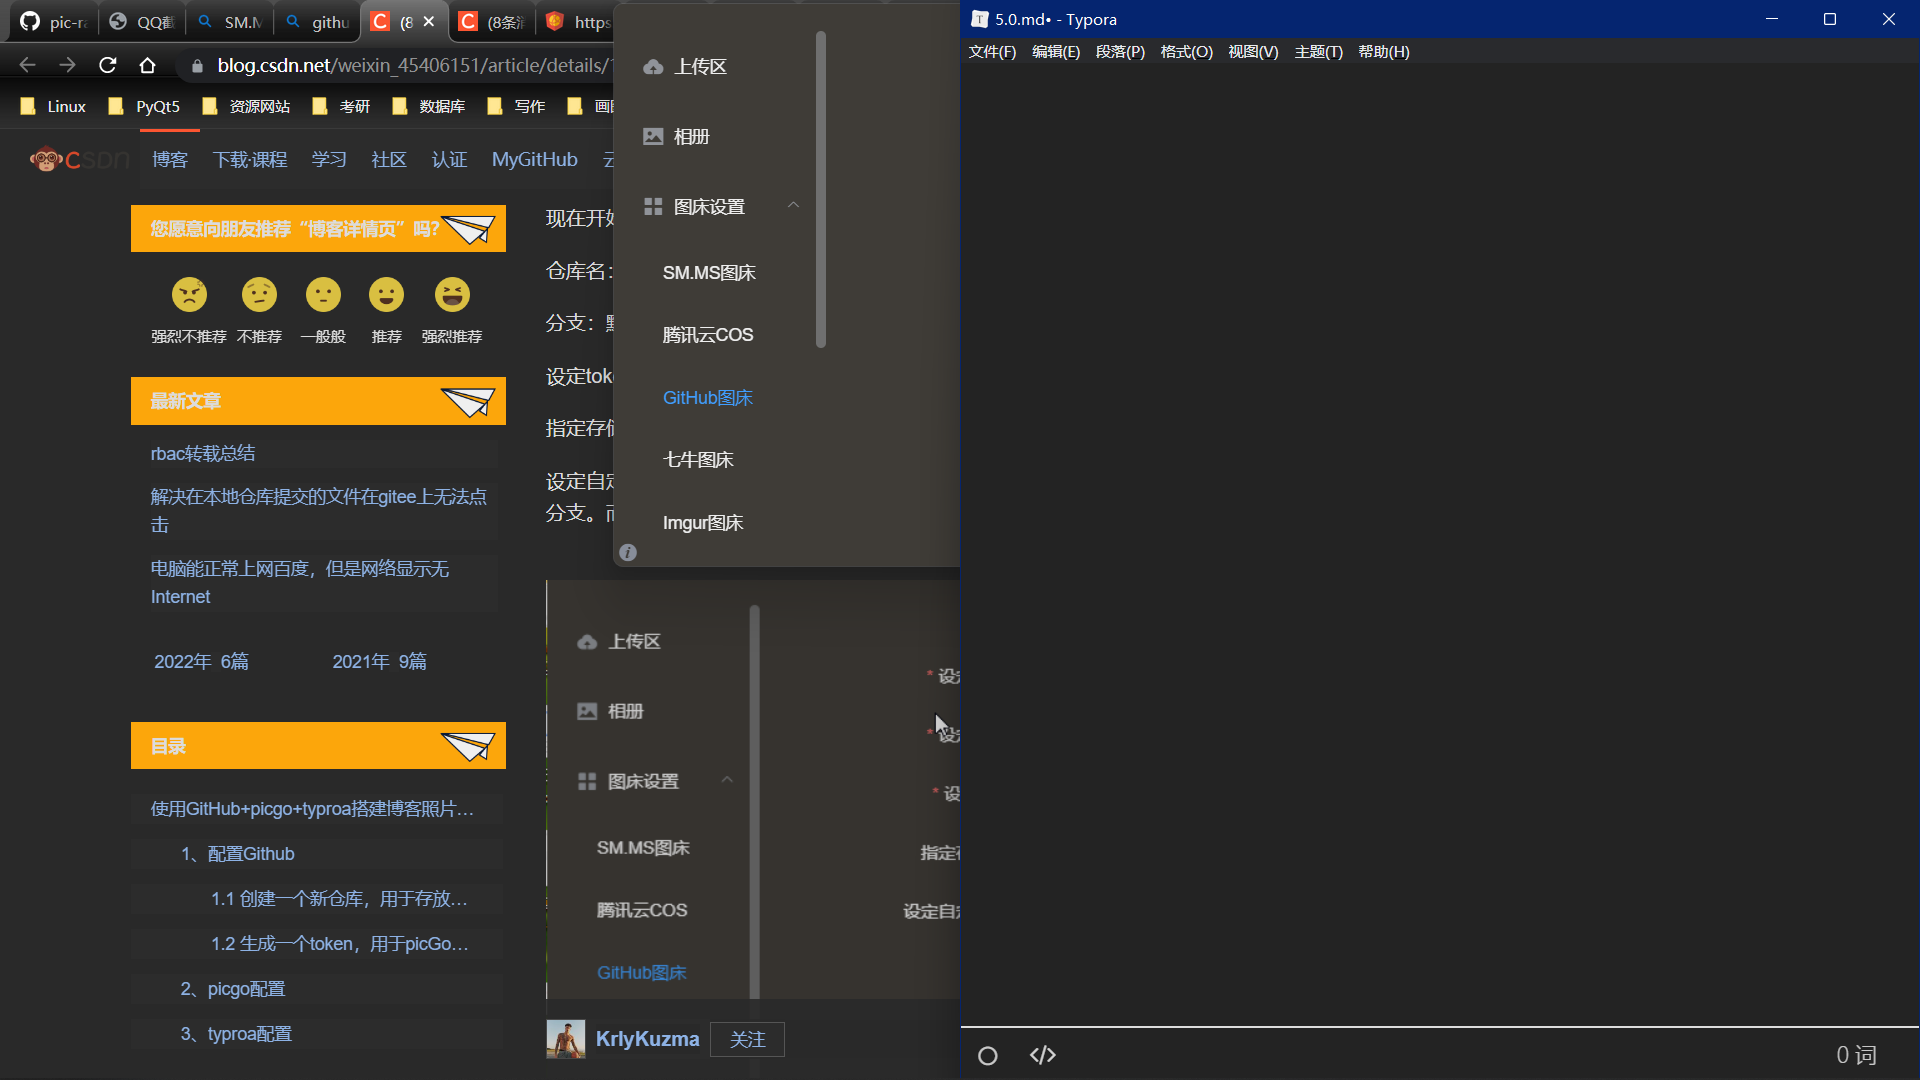 pic-r
QQ截
SM.M
githu
(8
(8条消
https
blog.csdn.net/weixin_45406151/article/details/1
Linux
PyQt5
资源网站
考研
数据库
写作
画图
CSDN
博客
下载·课程
学习
社区
认证
MyGitHub
云
您愿意向朋友推荐“博客详情页”吗?
强烈不推荐
不推荐
一般般
推荐
强烈推荐
最新文章
rbac转载总结
解决在本地仓库提交的文件在gitee上无法点
击
电脑能正常上网百度，但是网络显示无
Internet
2022年 6篇
2021年 9篇
目录
使用GitHub+picgo+typroa搭建博客照片…
1、配置Github
1.1 创建一个新仓库，用于存放…
1.2 生成一个token，用于picGo…
2、picgo配置
3、typroa配置
现在开始
仓库名：
分支：默
设定tok
指定存储
设定自定
分支。而
上传区
相册
图床设置
SM.MS图床
腾讯云COS
GitHub图床
七牛图床
Imgur图床
上传区
相册
图床设置
SM.MS图床
腾讯云COS
GitHub图床
* 设定
* 设定
* 设
指定存
设定自定
KrlyKuzma
关注
5.0.md• - Typora
文件(F)
编辑(E)
段落(P)
格式(O)
视图(V)
主题(T)
帮助(H)
0 词